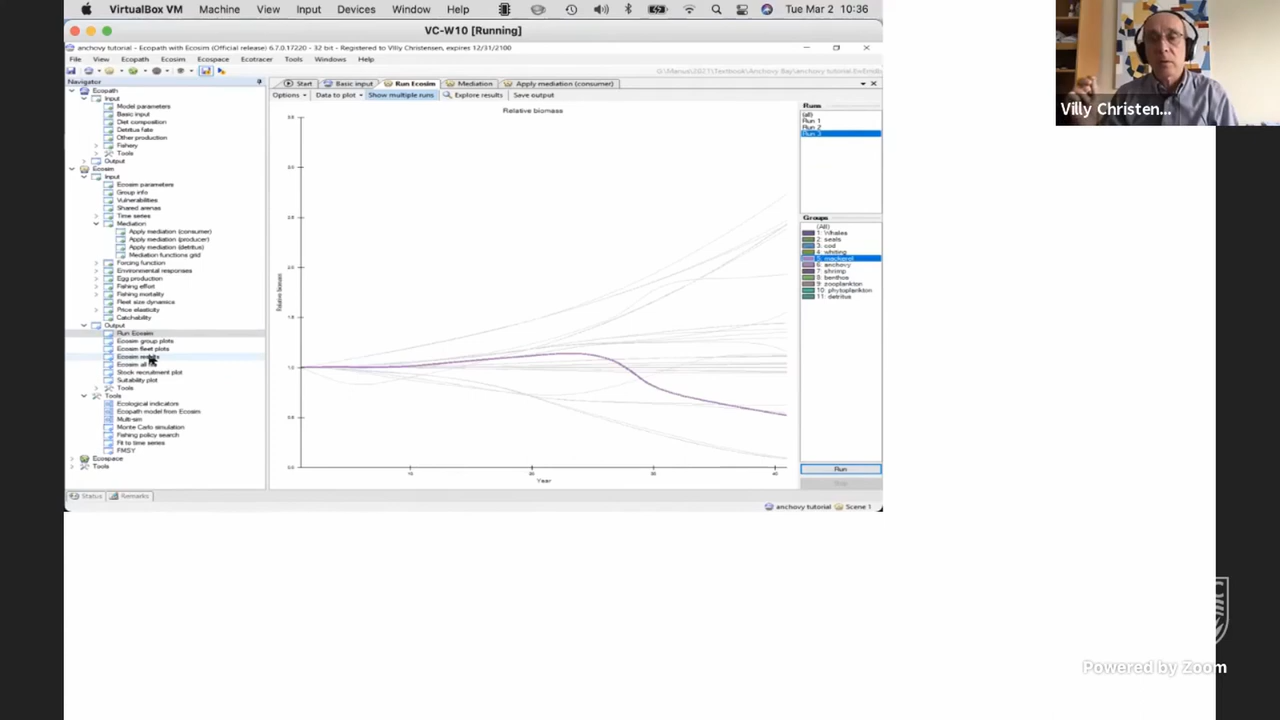 VirtualBox VM Machine View Input Devices Window Help Tue Mar 2 10:36
VC-W10 [Running]
anchovy tutorial - Ecopath with Ecosim (Official release) 6.7.0.17220 - 32 bit - Registered to Villy Christensen, expires 12/31/2100
File View Ecopath Ecosim Ecospace Ecotracer Tools Windows Help
Navigator
Ecopath
Input
Model parameters
Basic input
Diet composition
Detritus fate
Other production
Fishery
Tools
Output
Ecosim
Input
Ecosim parameters
Group info
Vulnerabilities
Shared arenas
Time series
Mediation
Apply mediation (consumer)
Apply mediation (producer)
Apply mediation (detritus)
Mediation functions grid
Forcing function
Environmental responses
Egg production
Fishing effort
Fishing mortality
Fleet size dynamics
Price elasticity
Catchability
Output
Run Ecosim
Ecosim group plots
Ecosim fleet plots
Ecosim
Ecosim
Stock recruitment plot
Suitability plot
Tools
Tools
Ecological indicators
Ecopath model from Ecosim
Multi-sim
Monte Carlo simulation
Fishing policy search
Fit to time series
FMSY
Ecospace
Tools
Status Remarks
Start Basic input Run Ecosim Mediation Apply mediation (consumer)
Options Data to plot Show multiple runs Explore results Save output
Relative biomass
Relative biomass
Year
Runs
(all)
Run 1
Run 2
Run 3
Groups
(All)
1: Whales
2: seals
3: cod
4: whiting
5: mackerel
6: anchovy
7: shrimp
8: benthos
9: zooplankton
10: phytoplankton
11: detritus
Run
anchovy tutorial Scene 1
Villy Christen...
Powered by Zoom